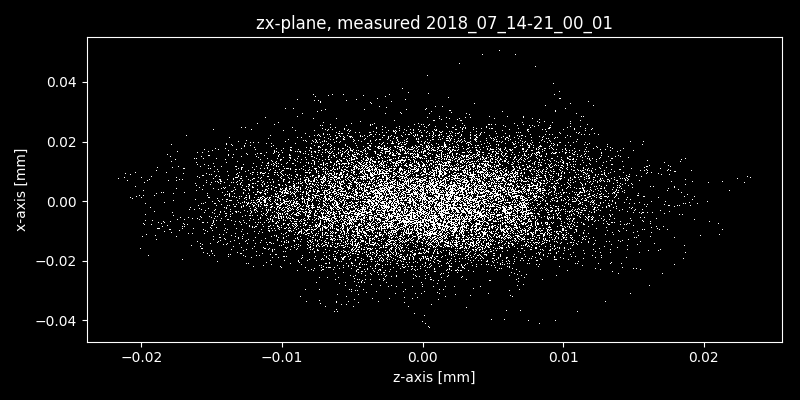 zx-plane, measured 2018_07_14-21_00_01
0.04
0.02
0.00
−0.02
−0.04
x-axis [mm]
−0.02 −0.01 0.00 0.01 0.02
z-axis [mm]